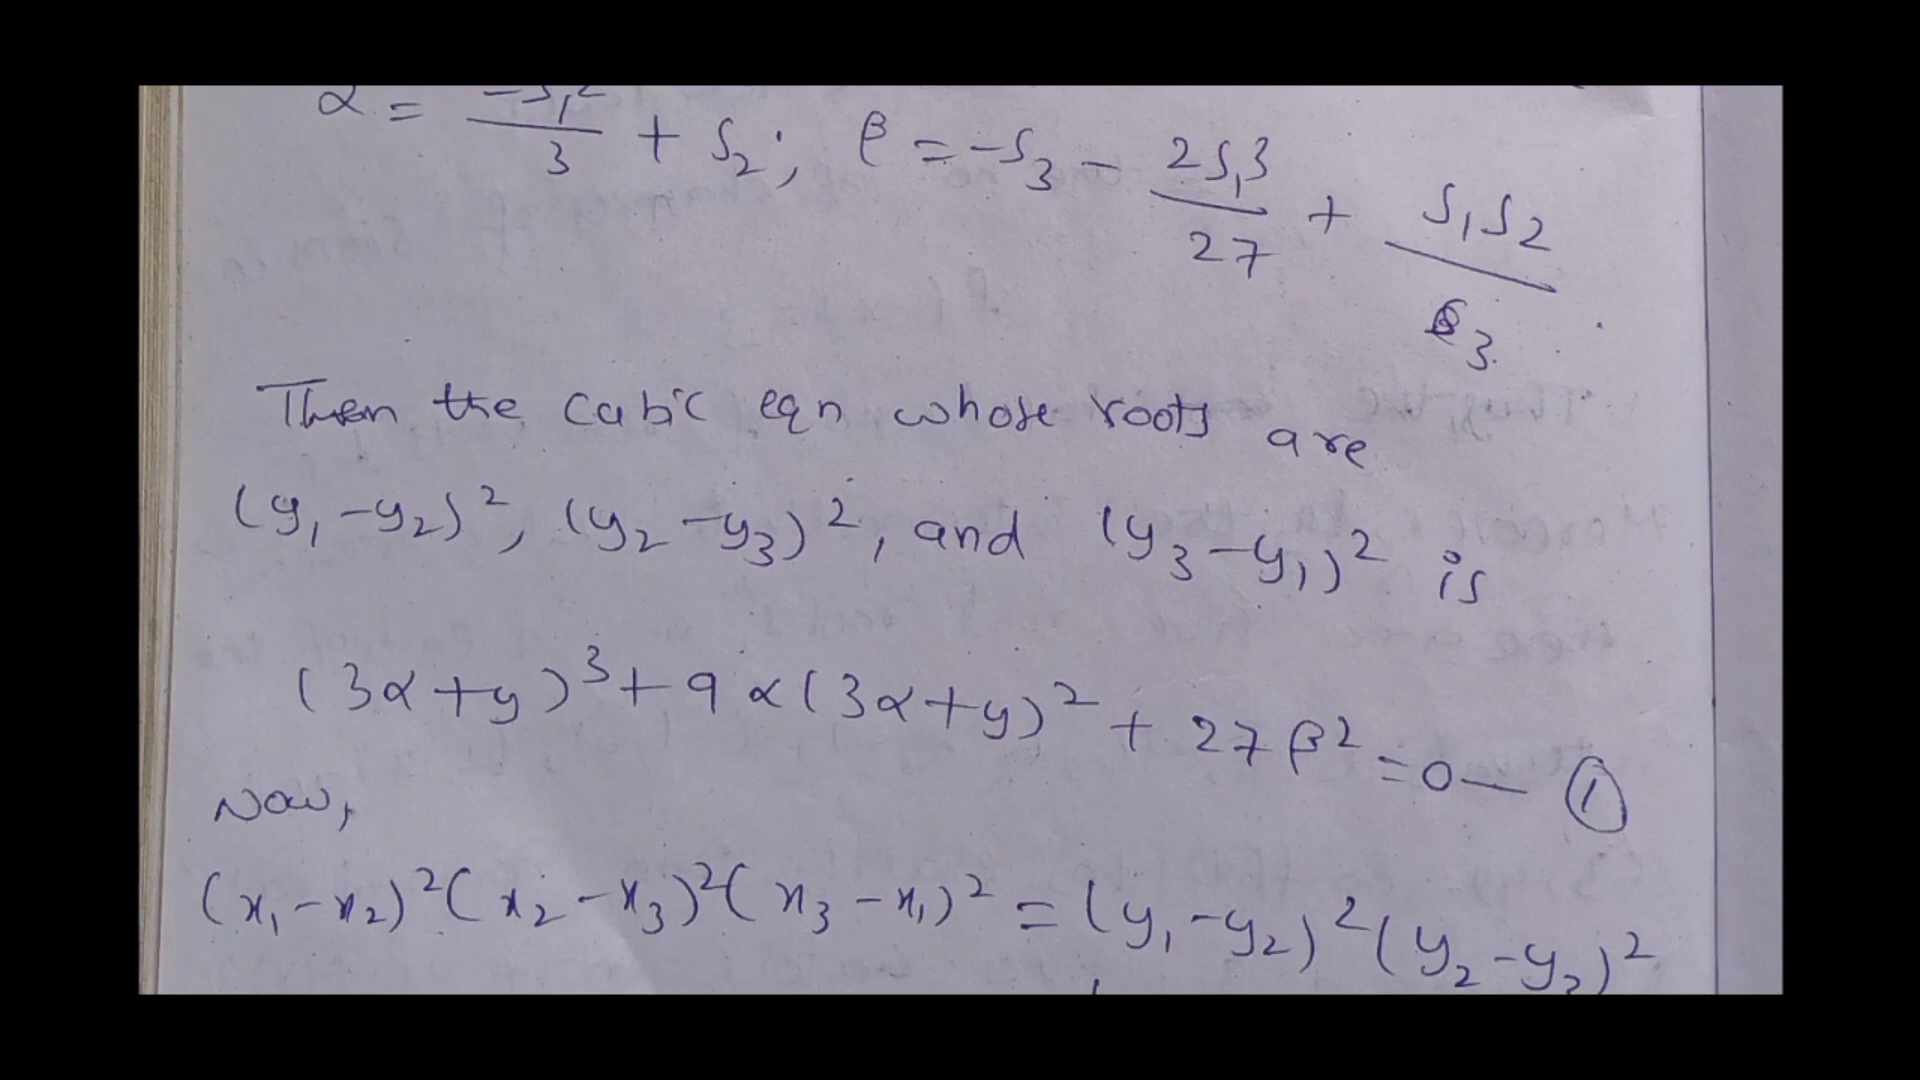 α = -S₁²/3 + S₂; β = -S₃ - 2S₁³/27 + S₁S₂/3.
Then the cubic eqn whose roots are
(y₁-y₂)², (y₂-y₃)², and (y₃-y₁)² is
(3α+y)³ + 9α(3α+y)² + 27β² = 0 — ①
Now,
(x₁-x₂)²(x₂-x₃)²(x₃-x₁)² = (y₁-y₂)²(y₂-y₃)²